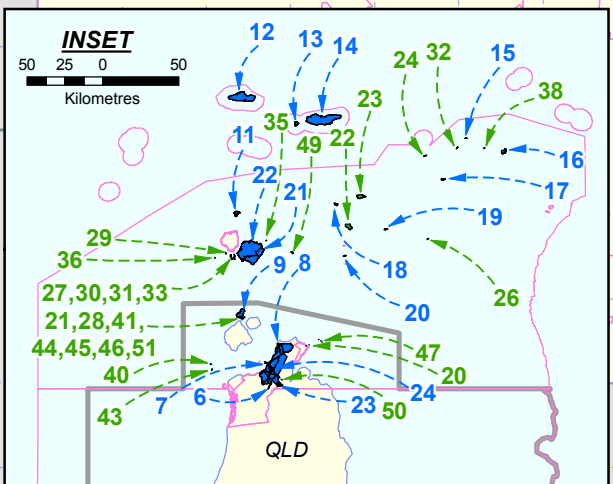 INSET
50 25 0 50
Kilometres
12 13 14 24 32 15
35 23 38
11 49 22 16
22 21 17
29 9 8 19
36 18
27,30,31,33 20 26
21,28,41,
44,45,46,51 47
40 20
43 7 6 24
23 50
QLD